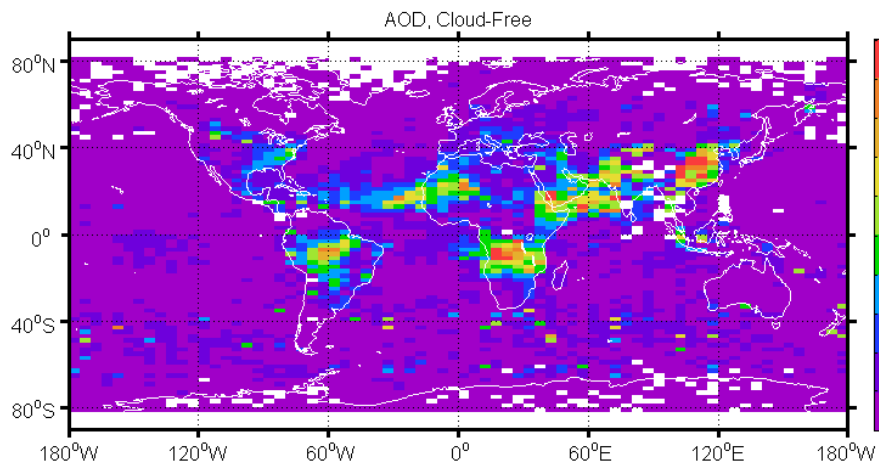 AOD, Cloud-Free
80⁰N
40⁰N
0⁰
40⁰S
80⁰S
180⁰W 120⁰W 60⁰W 0⁰ 60⁰E 120⁰E 180⁰W